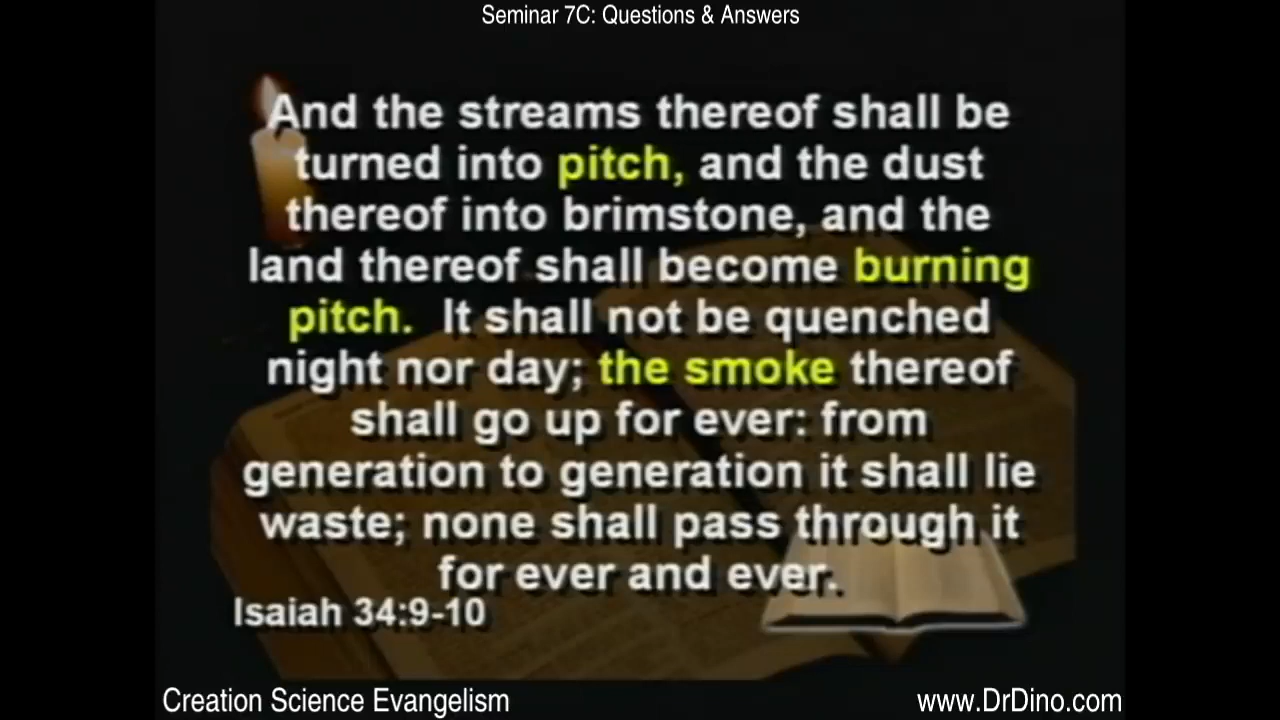 Seminar 7C: Questions & Answers
And the streams thereof shall be
turned into pitch, and the dust
thereof into brimstone, and the
land thereof shall become burning
pitch. It shall not be quenched
night nor day; the smoke thereof
shall go up for ever: from
generation to generation it shall lie
waste; none shall pass through it
for ever and ever.
Isaiah 34:9-10
Creation Science Evangelism
www.DrDino.com